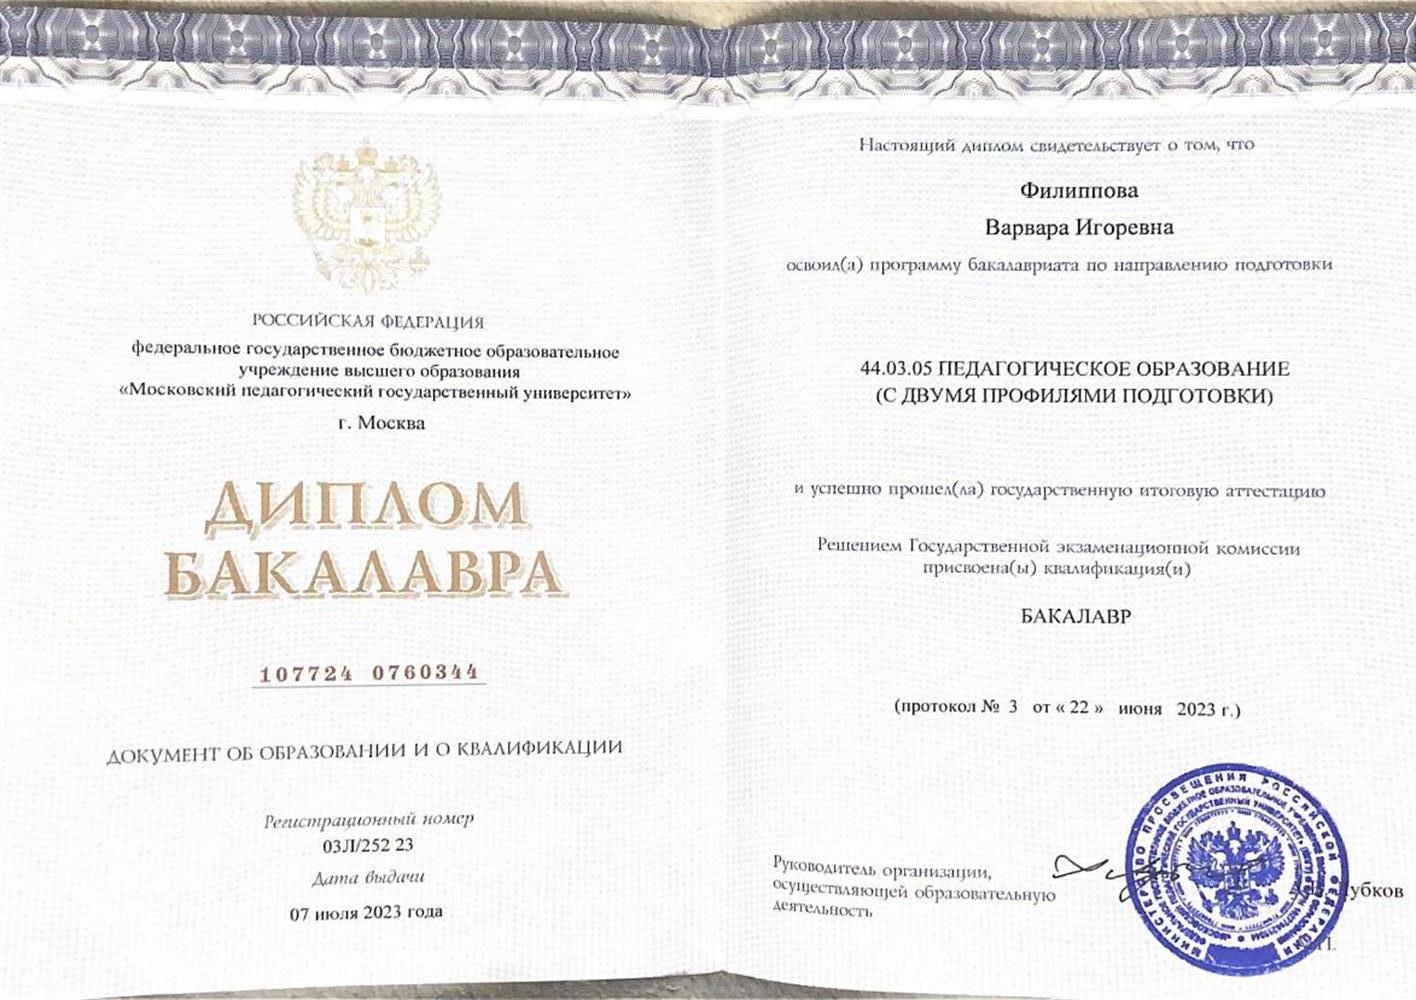 РОССИЙСКАЯ ФЕДЕРАЦИЯ
федеральное государственное бюджетное образовательное
учреждение высшего образования
«Московский педагогический государственный университет»
г. Москва
ДИПЛОМ
БАКАЛАВРА
107724 0760344
ДОКУМЕНТ ОБ ОБРАЗОВАНИИ И О КВАЛИФИКАЦИИ
Регистрационный номер
03Л/252 23
Дата выдачи
07 июля 2023 года
Настоящий диплом свидетельствует о том, что
Филиппова
Варвара Игоревна
освоил(а) программу бакалавриата по направлению подготовки
44.03.05 ПЕДАГОГИЧЕСКОЕ ОБРАЗОВАНИЕ
(С ДВУМЯ ПРОФИЛЯМИ ПОДГОТОВКИ)
и успешно прошел(ла) государственную итоговую аттестацию
Решением Государственной экзаменационной комиссии
присвоена(ы) квалификация(и)
БАКАЛАВР
(протокол № 3 от « 22 » июня 2023 г.)
Руководитель организации,
осуществляющей образовательную
деятельность
МИНИСТЕРСТВО ПРОСВЕЩЕНИЯ РОССИЙСКОЙ ФЕДЕРАЦИИ